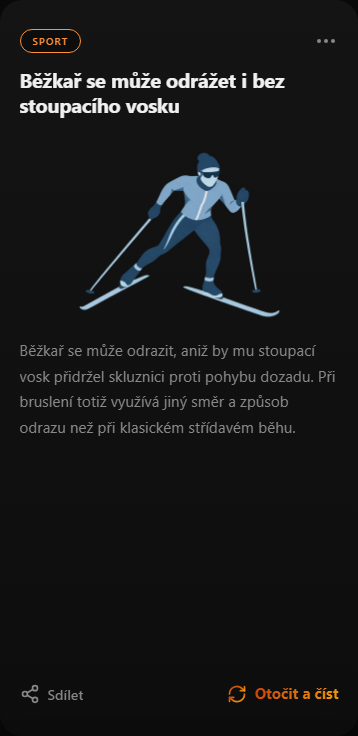 SPORT
Běžkař se může odrážet i bez
stoupacího vosku
Běžkař se může odrazit, aniž by mu stoupací
vosk přidržel skluznici proti pohybu dozadu. Při
bruslení totiž využívá jiný směr a způsob
odrazu než při klasickém střídavém běhu.
Sdílet
Otočit a číst